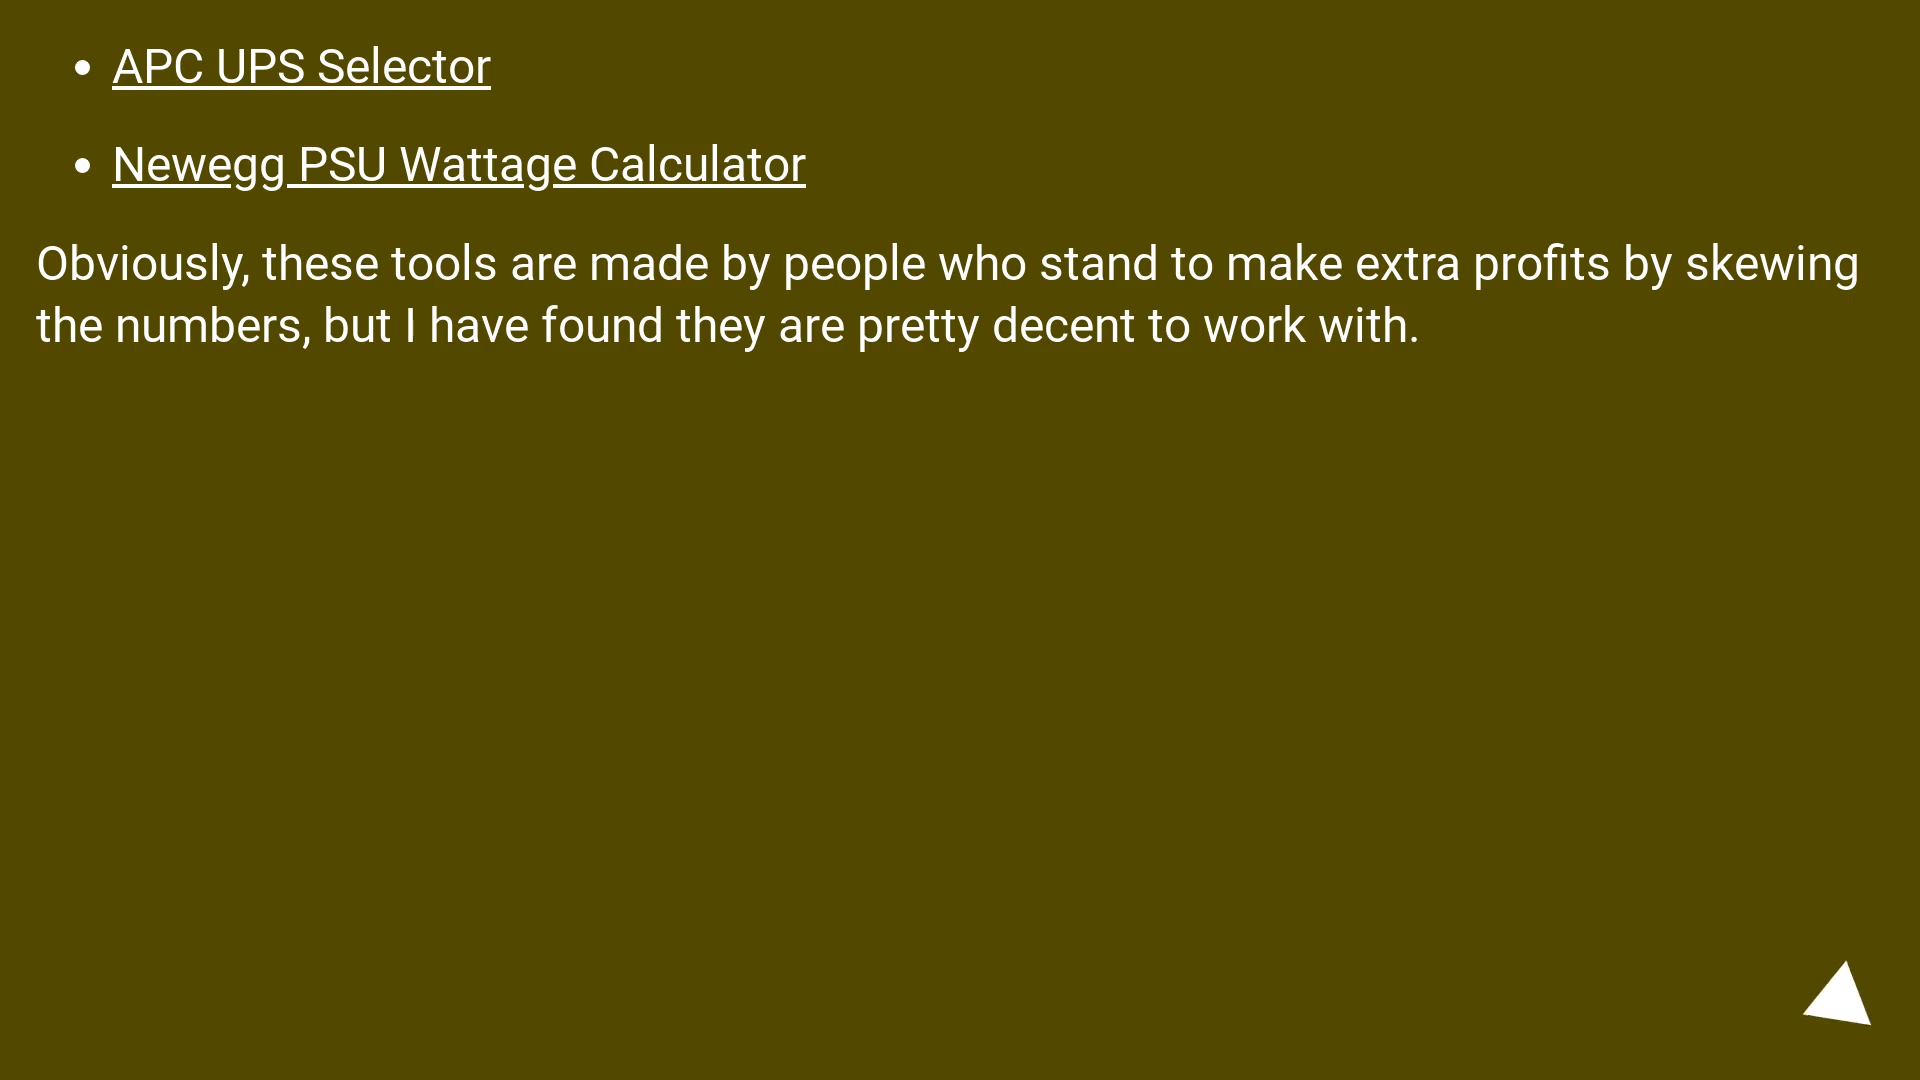 • APC UPS Selector
• Newegg PSU Wattage Calculator
Obviously, these tools are made by people who stand to make extra profits by skewing
the numbers, but I have found they are pretty decent to work with.